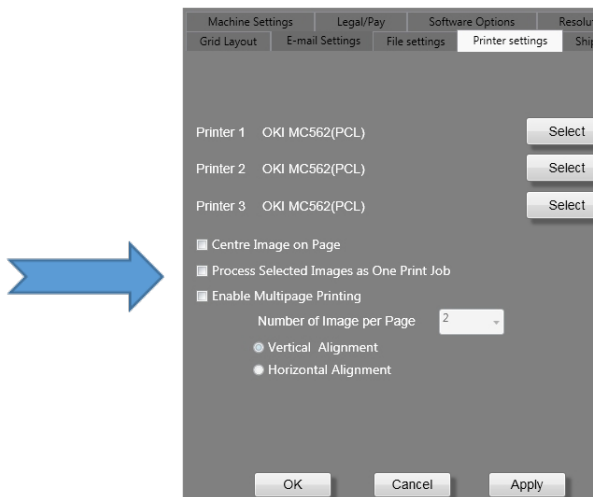 Machine Settings Legal/Pay Software Options
Grid Layout E-mail Settings File settings Printer settings
Printer 1 OKI MC562(PCL) Select
Printer 2 OKI MC562(PCL) Select
Printer 3 OKI MC562(PCL) Select
Centre Image on Page
Process Selected Images as One Print Job
Enable Multipage Printing
Number of Image per Page 2
Vertical Alignment
Horizontal Alignment
OK Cancel Apply